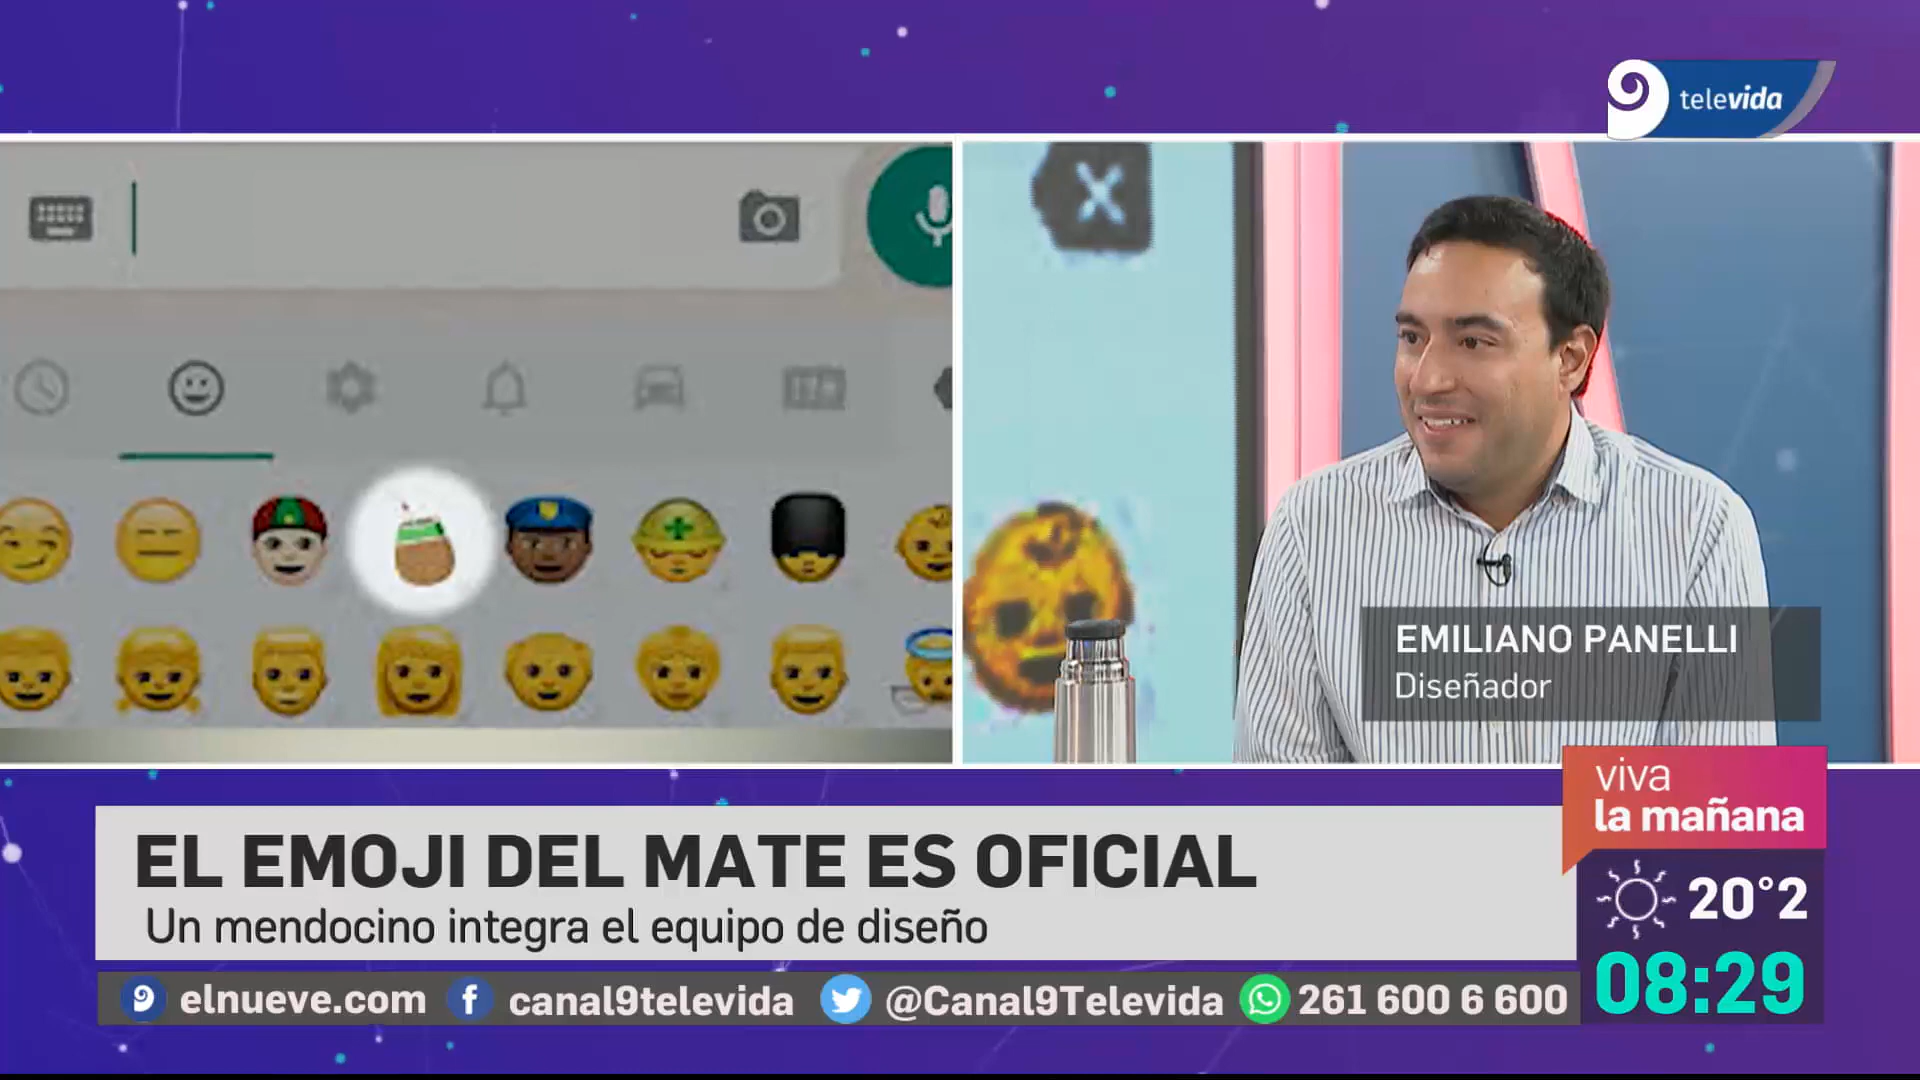 9 televida
EMILIANO PANELLI
Diseñador
viva
la mañana
EL EMOJI DEL MATE ES OFICIAL
Un mendocino integra el equipo de diseño
20°2
elnueve.com canal9televida @Canal9Televida 261 600 6 600
08:29